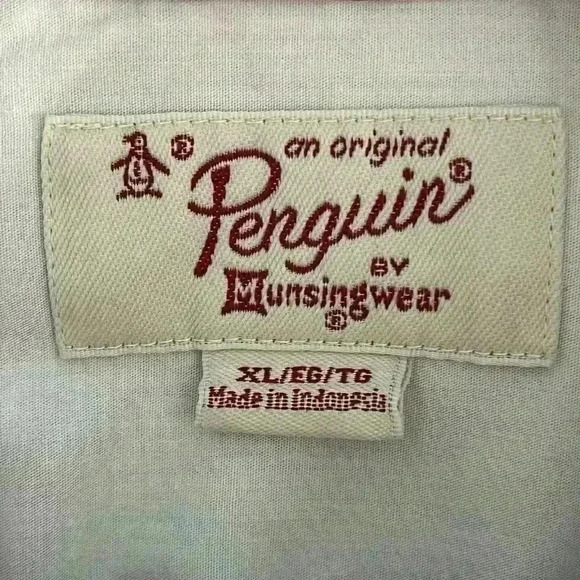 ®
an original
Penguin®
BY
Munsingwear®
XL/EG/TG
Made in Indonesia